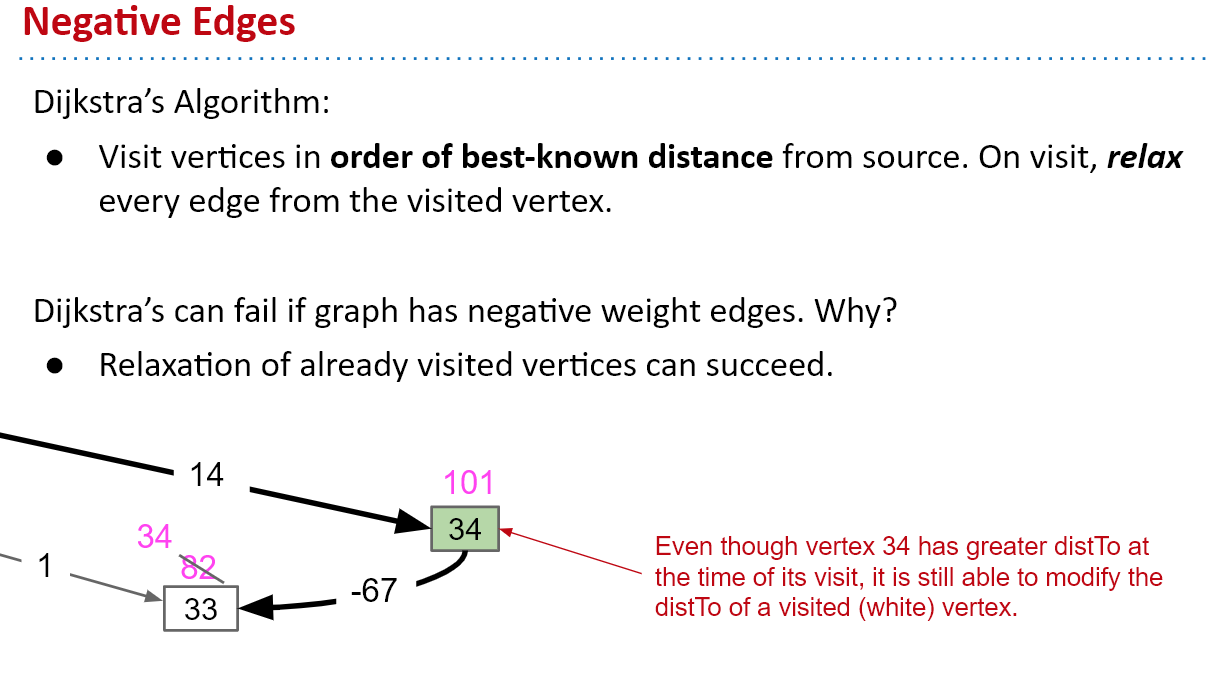 Negative Edges
Dijkstra’s Algorithm:
● Visit vertices in order of best-known distance from source. On visit, relax
every edge from the visited vertex.
Dijkstra’s can fail if graph has negative weight edges. Why?
● Relaxation of already visited vertices can succeed.
14
101
34
34
82
1
33
-67
Even though vertex 34 has greater distTo at
the time of its visit, it is still able to modify the
distTo of a visited (white) vertex.